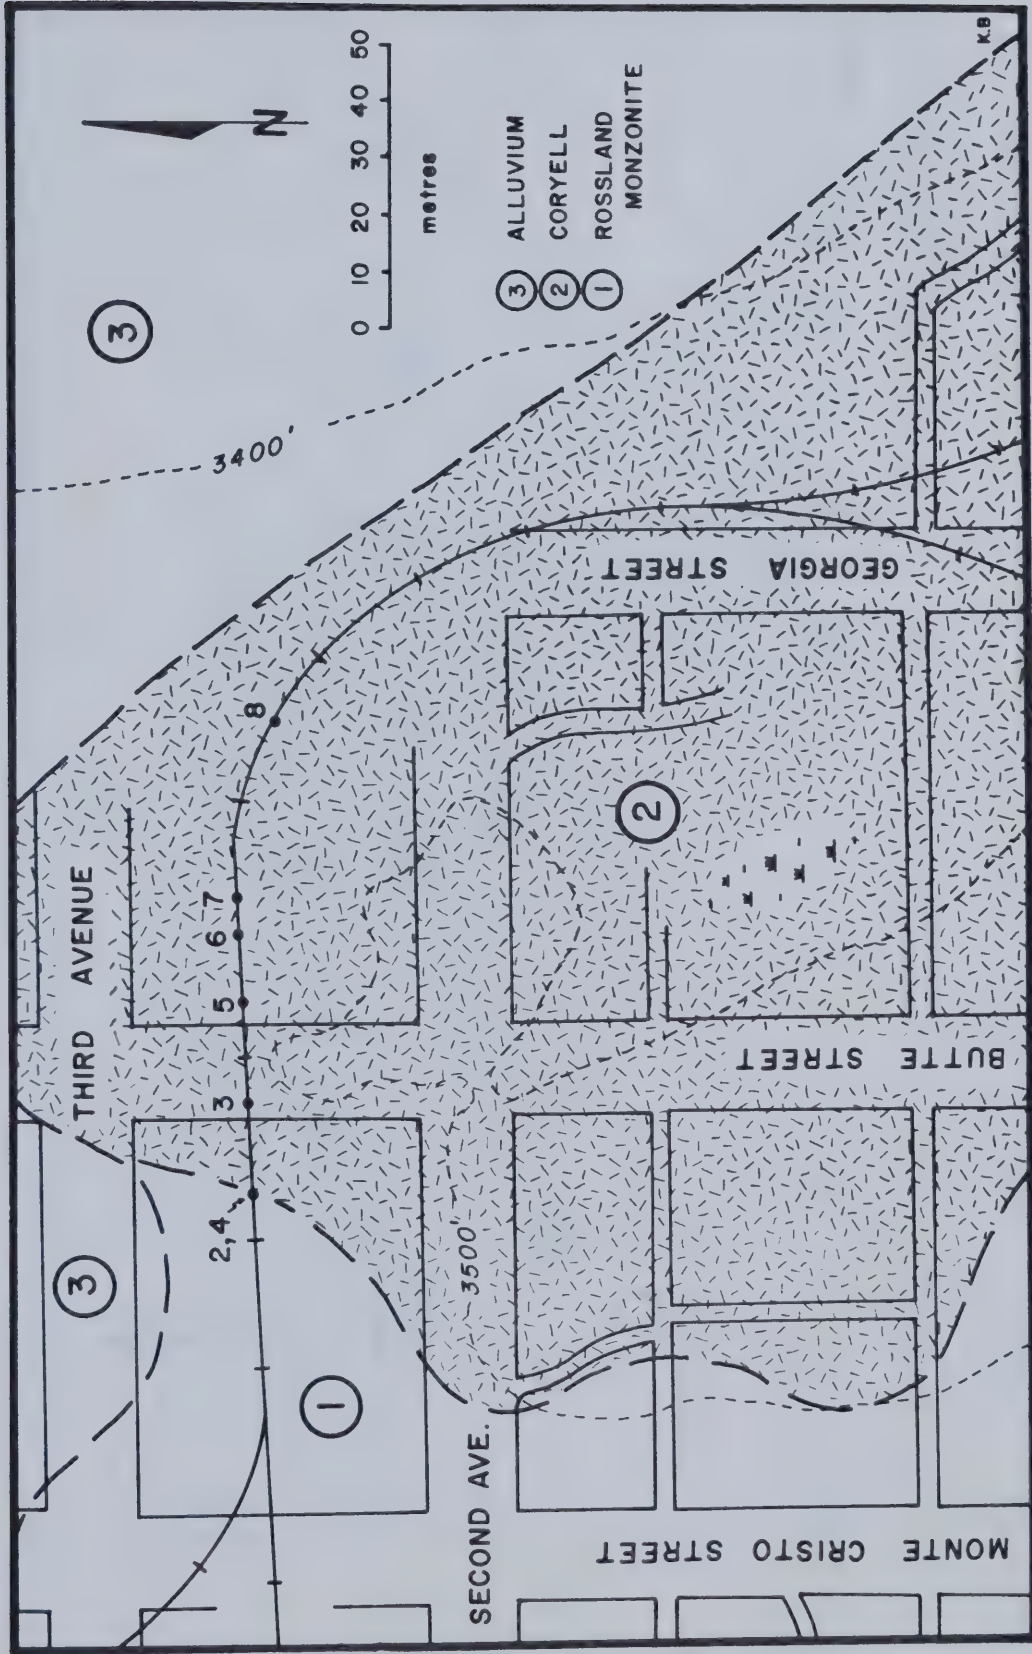 THIRD AVENUE
SECOND AVE.
MONTE CRISTO STREET
BUTTE STREET
GEORGIA STREET
3
1
2
3
2,4
3
5
6
7
8
3500'
3400'
N
0 10 20 30 40 50
metres
3 ALLUVIUM
2 CORYELL
1 ROSSLAND
MONZONITE
K.B